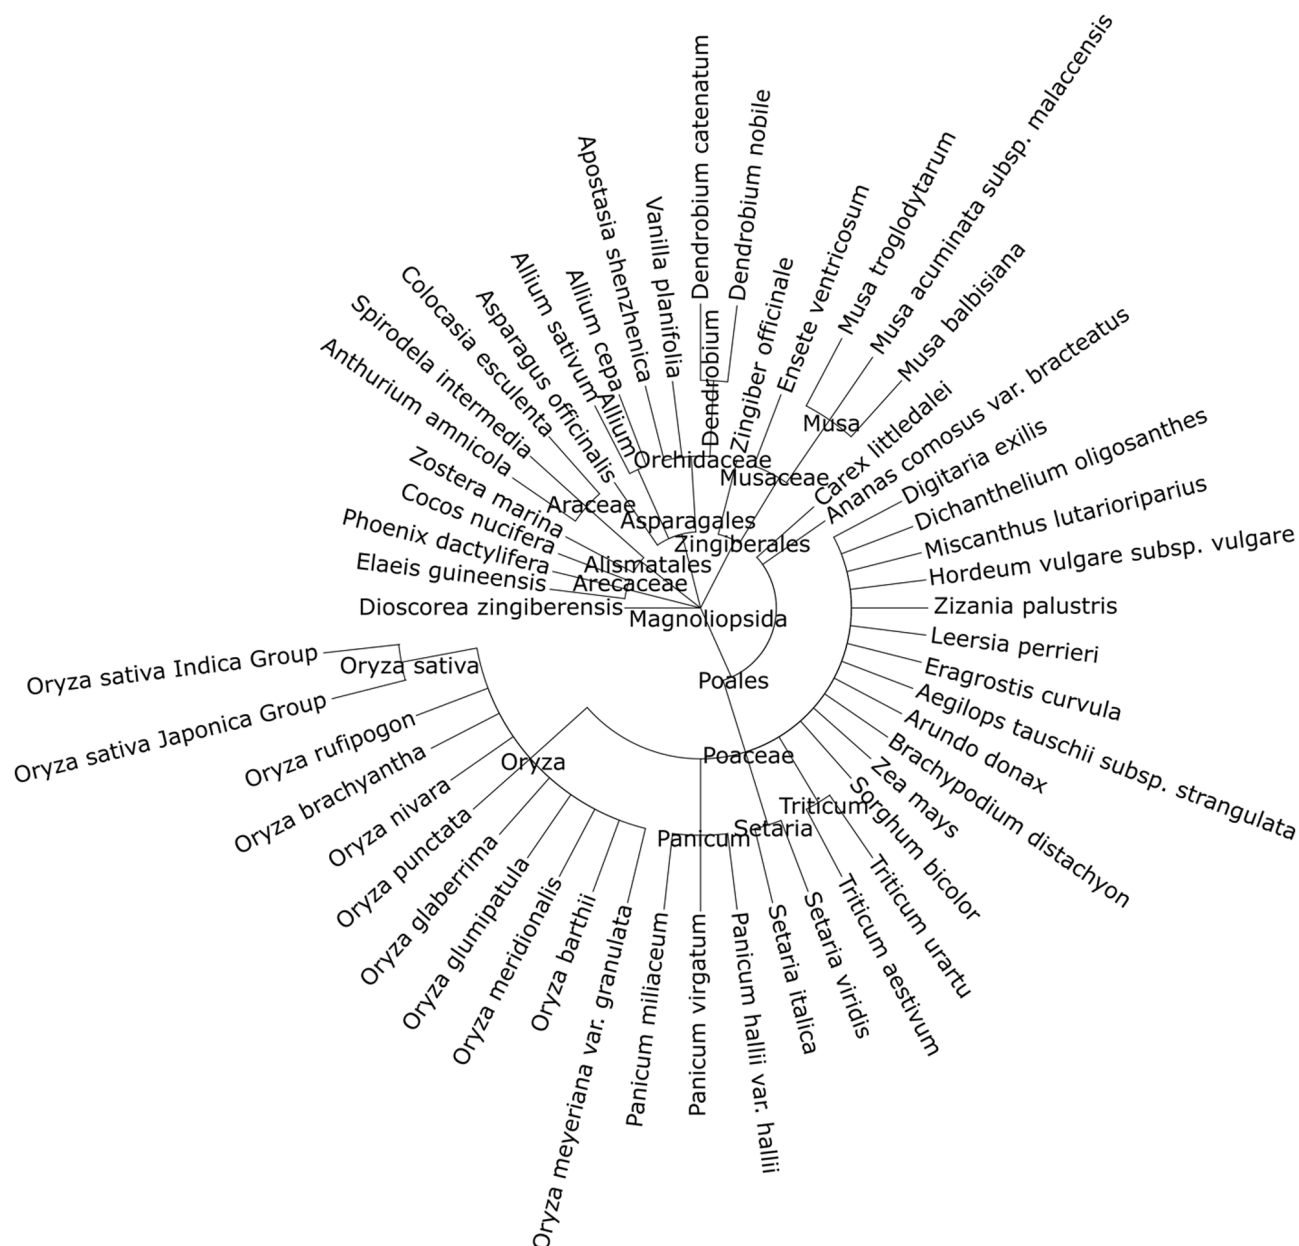 Dendrobium catenatum
Dendrobium nobile
Dendrobium
Zingiber officinale
Ensete ventricosum
Musa troglodytarum
Musa acuminata subsp. malaccensis
Musa balbisiana
Musa
Carex littledalei
Ananas comosus var. bracteatus
Digitaria exilis
Dichanthelium oligosanthes
Miscanthus lutarioriparius
Hordeum vulgare subsp. vulgare
Zizania palustris
Leersia perrieri
Eragrostis curvula
Aegilops tauschii subsp. strangulata
Arundo donax
Brachypodium distachyon
Zea mays
Sorghum bicolor
Triticum
Triticum urartu
Triticum aestivum
Setaria
Setaria viridis
Setaria italica
Panicum
Panicum hallii var. hallii
Panicum virgatum
Panicum miliaceum
Oryza meyeriana var. granulata
Oryza barthii
Oryza meridionalis
Oryza glumipatula
Oryza glaberrima
Oryza punctata
Oryza nivara
Oryza brachyantha
Oryza rufipogon
Oryza sativa Japonica Group
Oryza sativa Indica Group
Oryza sativa
Oryza
Poaceae
Poales
Magnoliopsida
Dioscorea zingiberensis
Elaeis guineensis
Phoenix dactylifera
Cocos nucifera
Arecaceae
Zostera marina
Alismatales
Anthurium amnicola
Spirodela intermedia
Colocasia esculenta
Araceae
Asparagus officinalis
Allium sativum
Allium cepa
Allium
Apostasia shenzhenica
Vanilla planifolia
Orchidaceae
Musaceae
Asparagales
Zingiberales